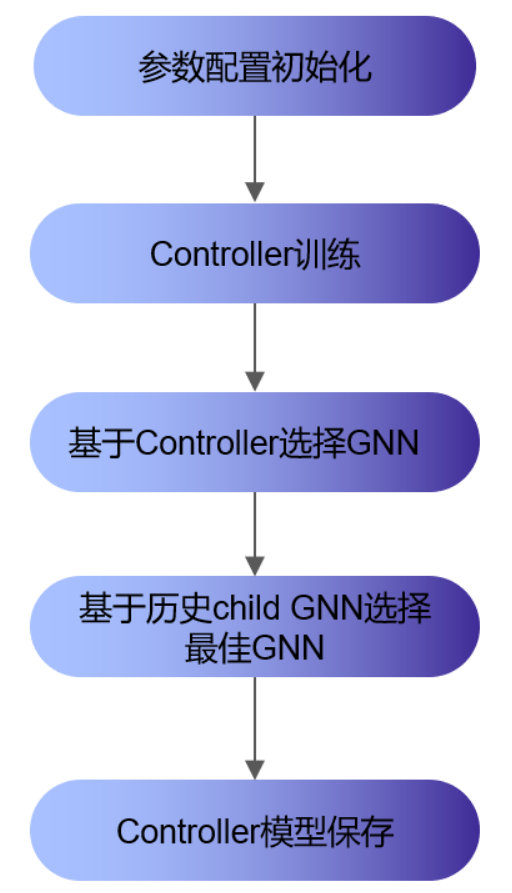 参数配置初始化
Controller训练
基于Controller选择GNN
基于历史child GNN选择
最佳GNN
Controller模型保存